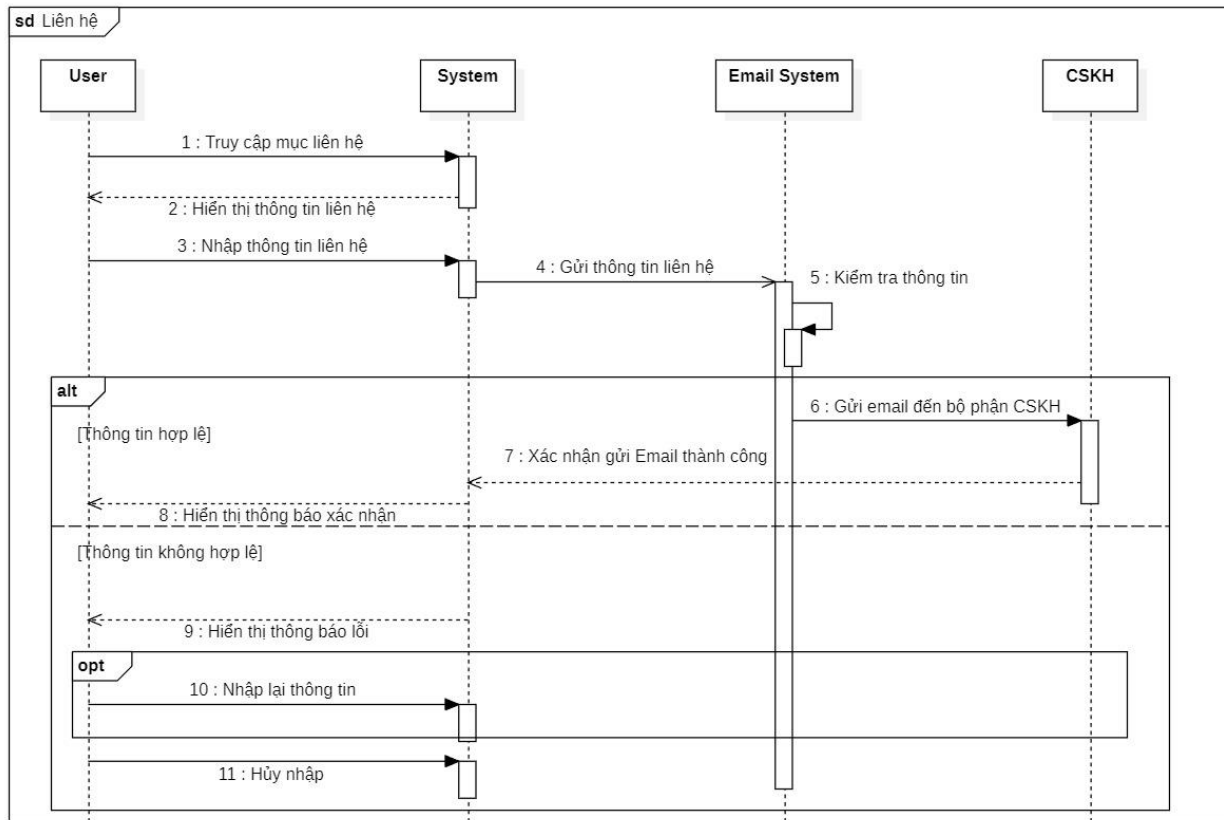 sd Liên hệ
User
System
Email System
CSKH
1 : Truy cập mục liên hệ
2 : Hiển thị thông tin liên hệ
3 : Nhập thông tin liên hệ
4 : Gửi thông tin liên hệ
5 : Kiểm tra thông tin
alt
6 : Gửi email đến bộ phận CSKH
[Thông tin hợp lệ]
7 : Xác nhận gửi Email thành công
8 : Hiển thị thông báo xác nhận
[Thông tin không hợp lệ]
9 : Hiển thị thông báo lỗi
opt
10 : Nhập lại thông tin
11 : Hủy nhập